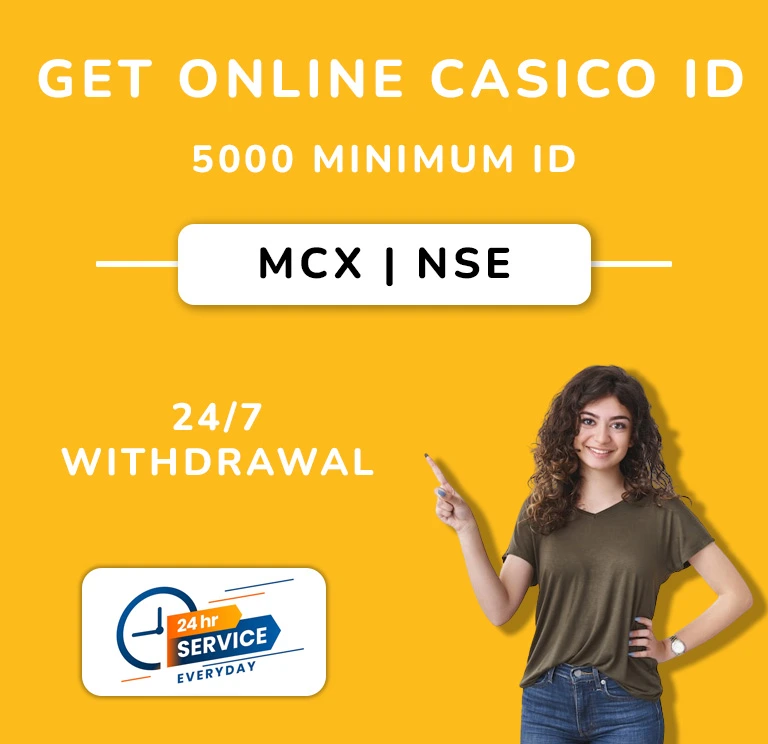 GET ONLINE CASICO ID
5000 MINIMUM ID
MCX | NSE
24/7
WITHDRAWAL
24 hr
SERVICE
EVERYDAY